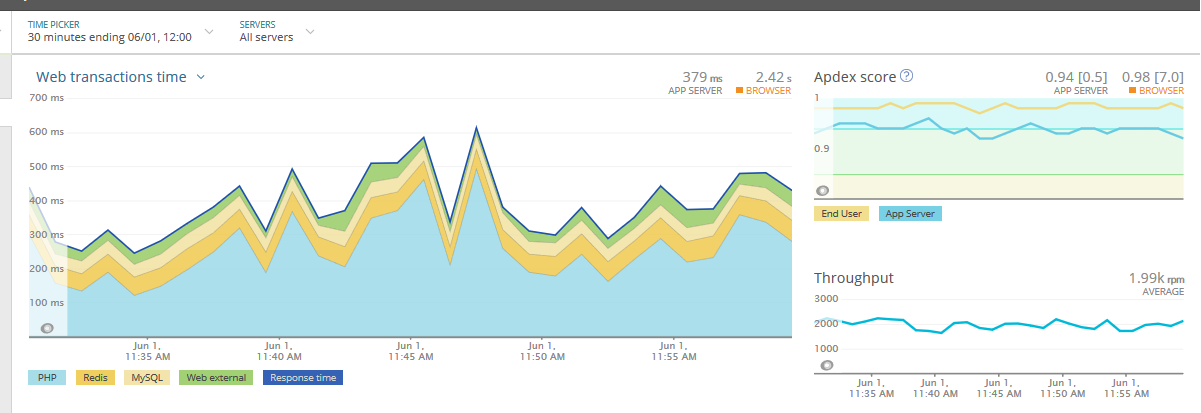 TIME PICKER
30 minutes ending 06/01, 12:00
SERVERS
All servers
Web transactions time
379 ms
APP SERVER
2.42 s
BROWSER
700 ms
600 ms
500 ms
400 ms
300 ms
200 ms
100 ms
Jun 1,
11:35 AM
Jun 1,
11:40 AM
Jun 1,
11:45 AM
Jun 1,
11:50 AM
Jun 1,
11:55 AM
PHP
Redis
MySQL
Web external
Response time
Apdex score ?
0.94 [0.5]
APP SERVER
0.98 [7.0]
BROWSER
1
0.9
End User
App Server
Throughput
1.99k rpm
AVERAGE
3000
2000
1000
Jun 1,
11:35 AM
Jun 1,
11:40 AM
Jun 1,
11:45 AM
Jun 1,
11:50 AM
Jun 1,
11:55 AM